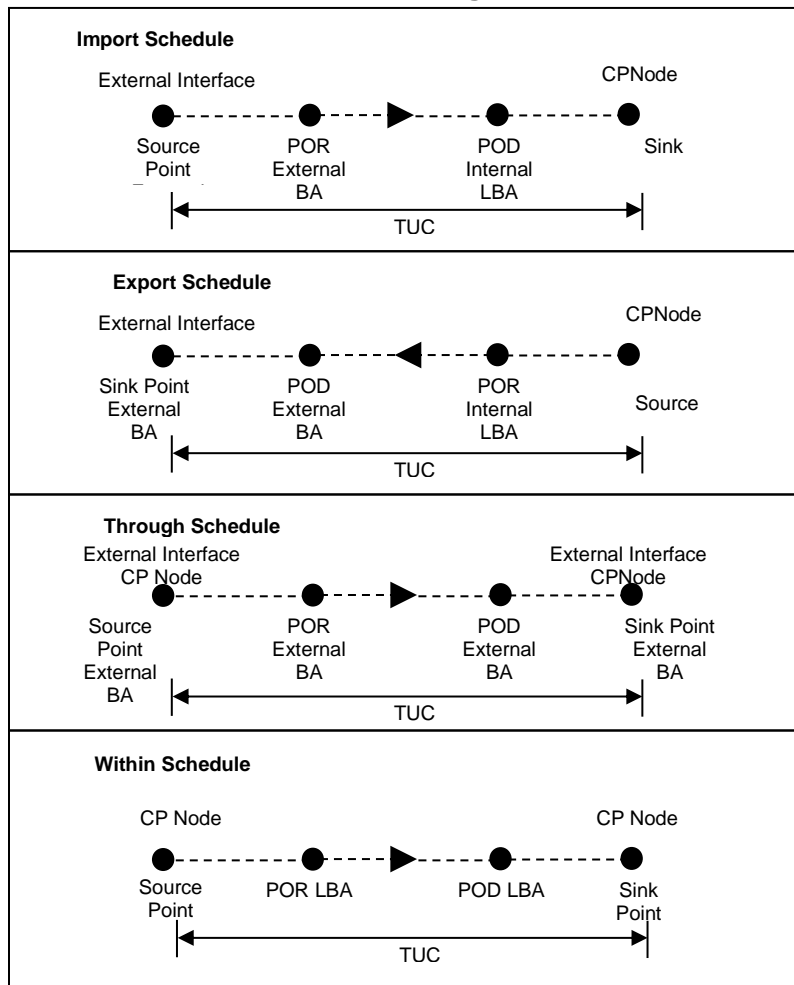 Import Schedule
External Interface
CPNode
Source
Point
POR
External
BA
POD
Internal
LBA
Sink
TUC
Export Schedule
External Interface
CPNode
Sink Point
External
BA
POD
External
BA
POR
Internal
LBA
Source
TUC
Through Schedule
External Interface
CP Node
External Interface
CPNode
Source
Point
External
BA
POR
External
BA
POD
External
BA
Sink Point
External
BA
TUC
Within Schedule
CP Node
CP Node
Source
Point
POR LBA
POD LBA
Sink
Point
TUC